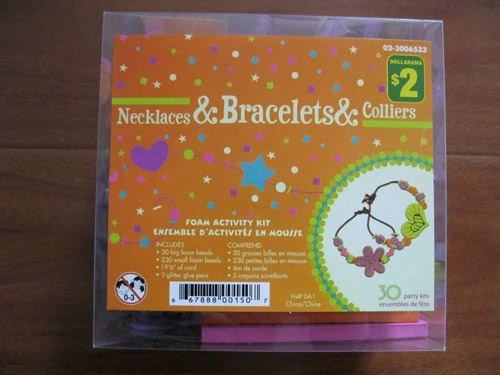 02-3006533
DOLLARAMA
$2
Necklaces & Bracelets & Colliers
FOAM ACTIVITY KIT
ENSEMBLE D'ACTIVITÉS EN MOUSSE
INCLUDES
• 30 big foam beads
• 230 small foam beads
• 19'6" of cord
• 3 glitter glue pens
COMPREND
• 30 grosses billes en mousse
• 230 petites billes en mousse
• 6m de corde
• 3 crayons scintillants
0-3
6 67888 00150 7
H4P 0A1
China/Chine
30 party kits
ensembles de fête